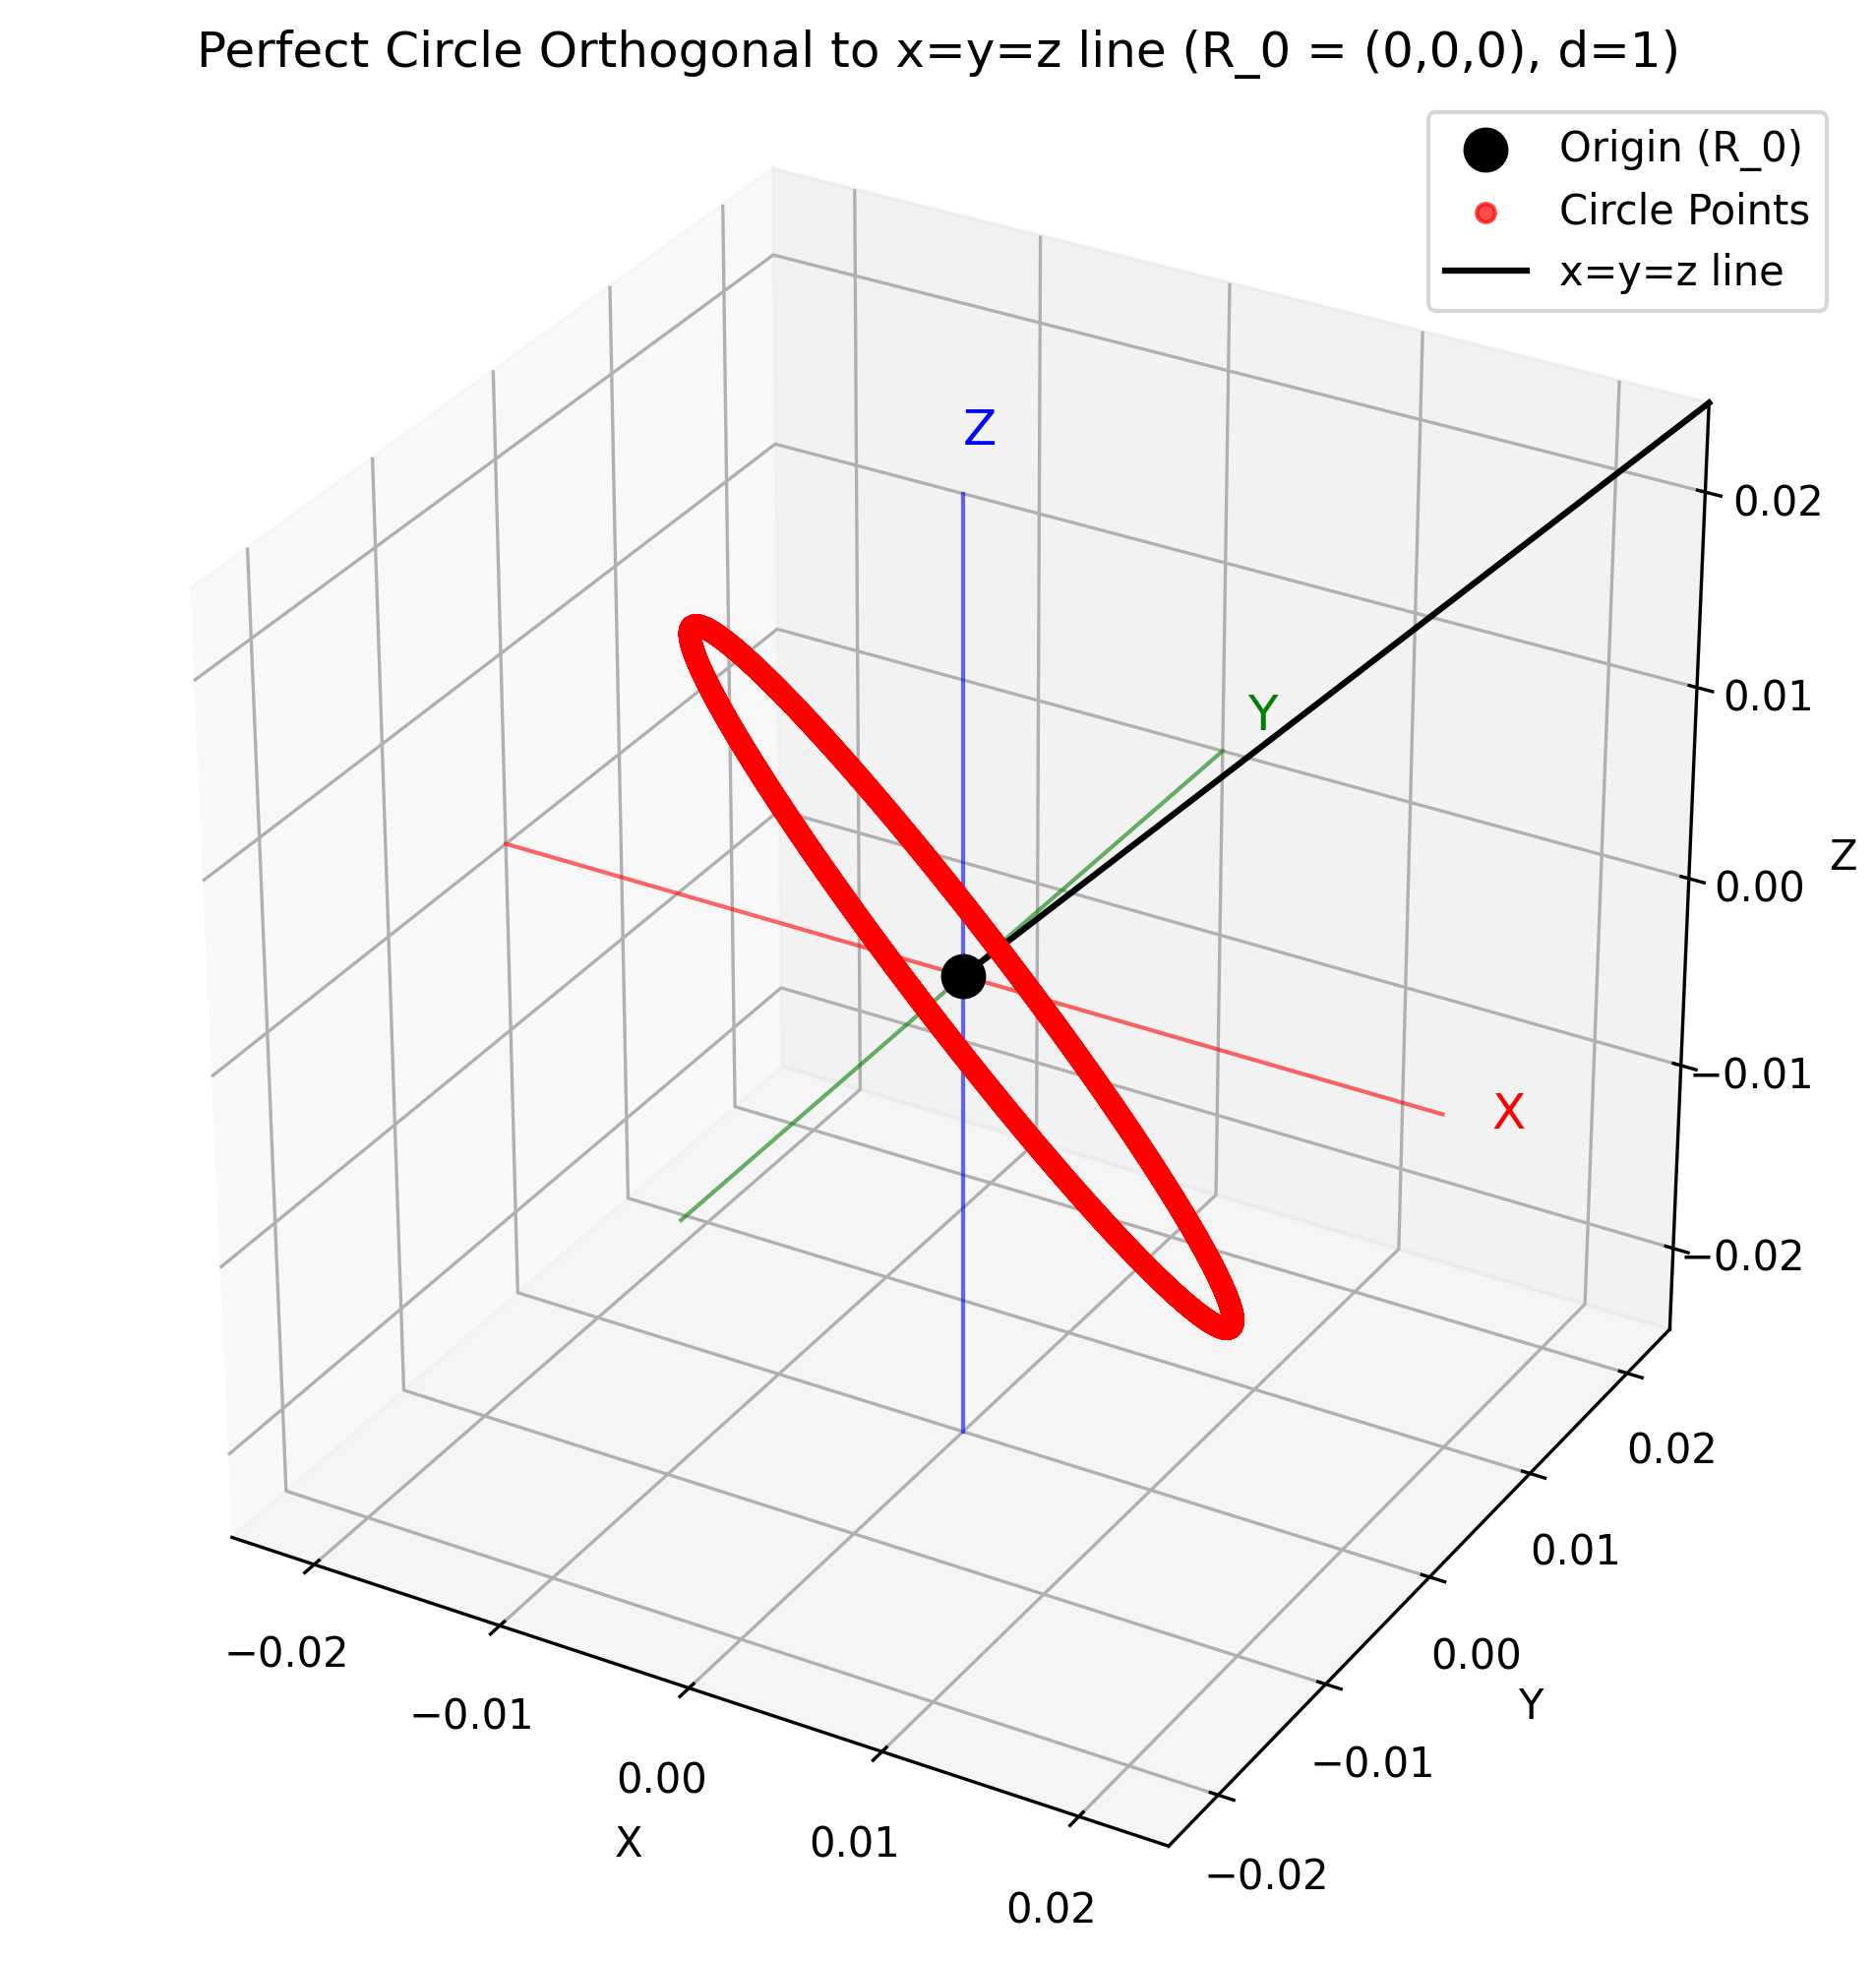 Perfect Circle Orthogonal to x=y=z line (R_0 = (0,0,0), d=1)
Origin (R_0)
Circle Points
x=y=z line
Z
Y
X
0.02
0.01
0.00
−0.01
−0.02
Z
0.02
0.01
0.00
−0.01
−0.02
Y
−0.02
−0.01
0.00
0.01
0.02
X